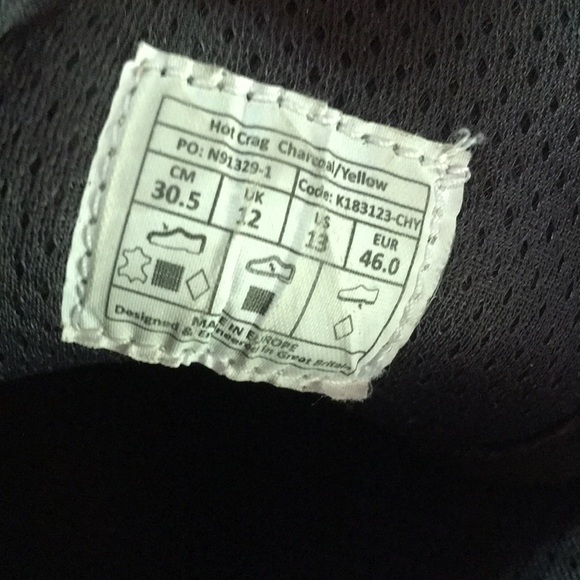 Hot Crag Charcoal/Yellow
PO: N91329-1 Code: K183123-CHY
CM UK US EUR
30.5 12 13 46.0
MADE IN EUROPE
Designed & Engineered in Great Britain